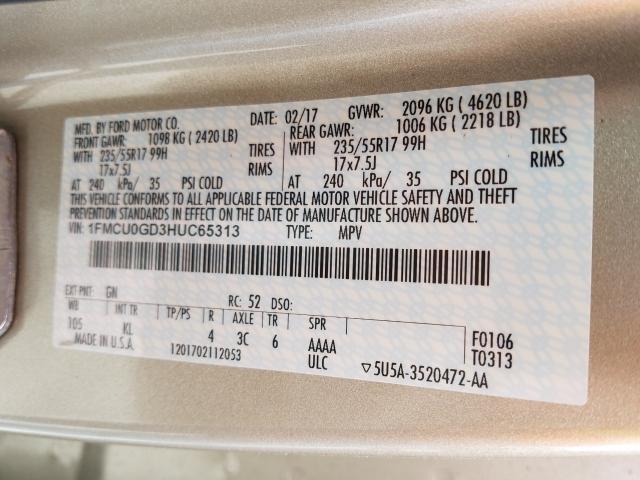 MFD. BY FORD MOTOR CO.
DATE: 02/17 GVWR: 2096 KG ( 4620 LB)
FRONT GAWR: 1098 KG ( 2420 LB)
REAR GAWR: 1006 KG ( 2218 LB)
WITH 235/55R17 99H TIRES
WITH 235/55R17 99H TIRES
17x7.5J RIMS
17x7.5J RIMS
AT 240 kPa/ 35 PSI COLD
AT 240 kPa/ 35 PSI COLD
THIS VEHICLE CONFORMS TO ALL APPLICABLE FEDERAL MOTOR VEHICLE SAFETY AND THEFT
PREVENTION STANDARDS IN EFFECT ON THE DATE OF MANUFACTURE SHOWN ABOVE.
VIN: 1FMCU0GD3HUC65313 TYPE: MPV
EXT PNT: GN RC: 52 DSO:
WB INT TR TP/PS R AXLE TR SPR
105 KL 4 3C 6 AAAA F0106
MADE IN U.S.A. ULC T0313
1201702112053 ▽5U5A-3520472-AA